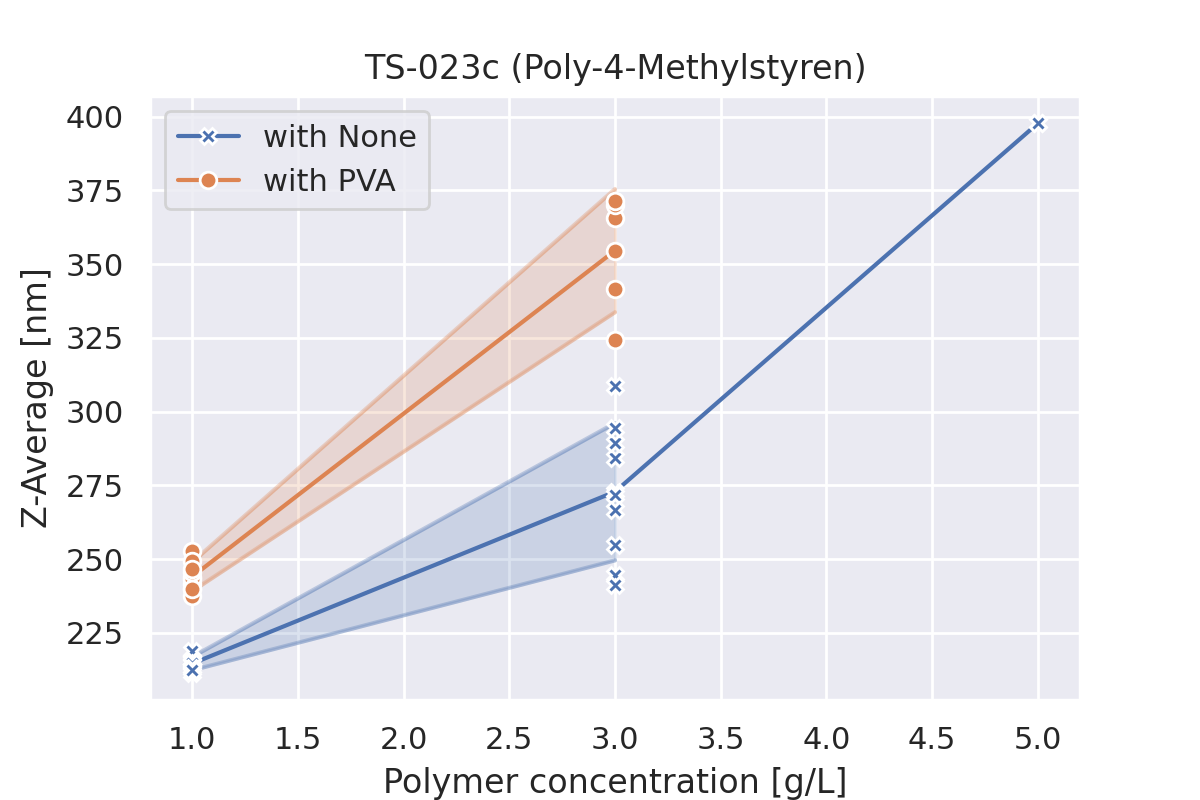 TS-023c (Poly-4-Methylstyren)
with None
with PVA
Z-Average [nm]
400
375
350
325
300
275
250
225
1.0 1.5 2.0 2.5 3.0 3.5 4.0 4.5 5.0
Polymer concentration [g/L]